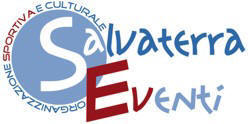 ORGANIZZAZIONE SPORTIVA E CULTURALE
Salvaterra
EVENTI